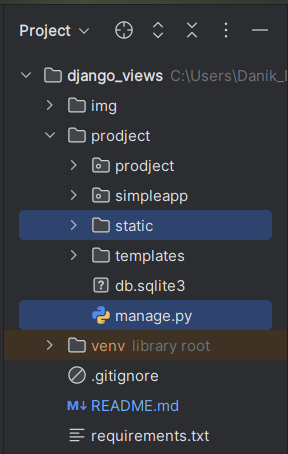 Project
django_views C:\Users\Danik_
img
prodject
prodject
simpleapp
static
templates
db.sqlite3
manage.py
venv library root
.gitignore
M↓ README.md
requirements.txt